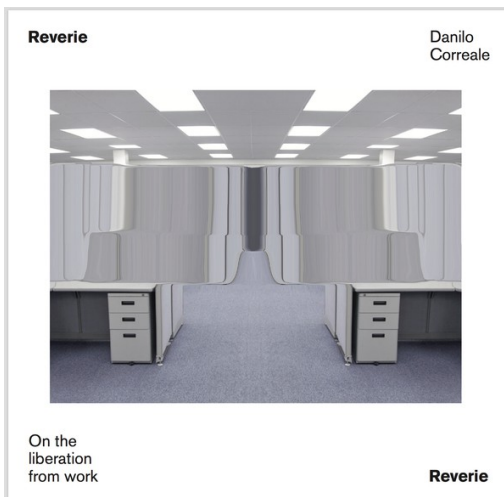 Reverie
Danilo
Correale
On the
liberation
from work
Reverie